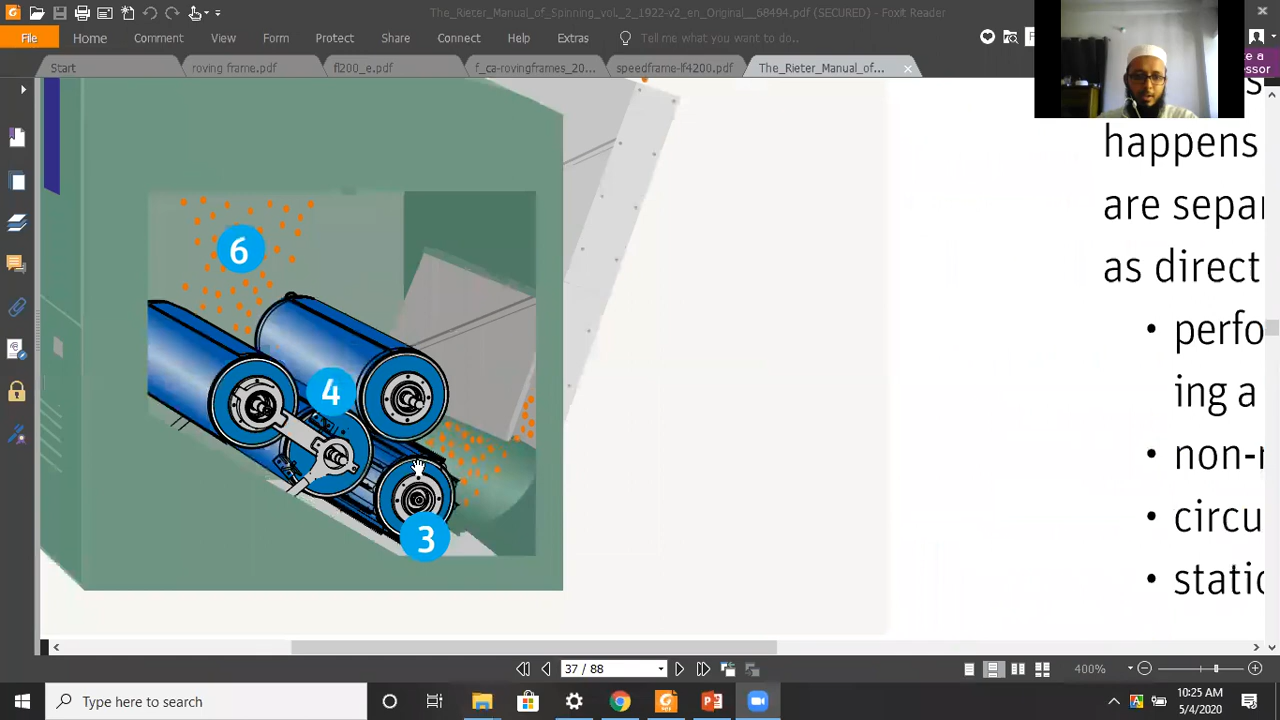 The_Rieter_Manual_of_Spinning_vol._2_1922-v2_en_Original__68494.pdf (SECURED) - Foxit Reader
File Home Comment View Form Protect Share Connect Help Extras Tell me what you want to do..
Start roving frame.pdf fl200_e.pdf f_ca-rovingframes_20... speedframe-lf4200.pdf The_Rieter_Manual_of...
happens
are separ
as direct
• perfo
ing a
• non-r
• circu
• static
6
4
3
37 / 88
400%
Type here to search
10:25 AM
5/4/2020